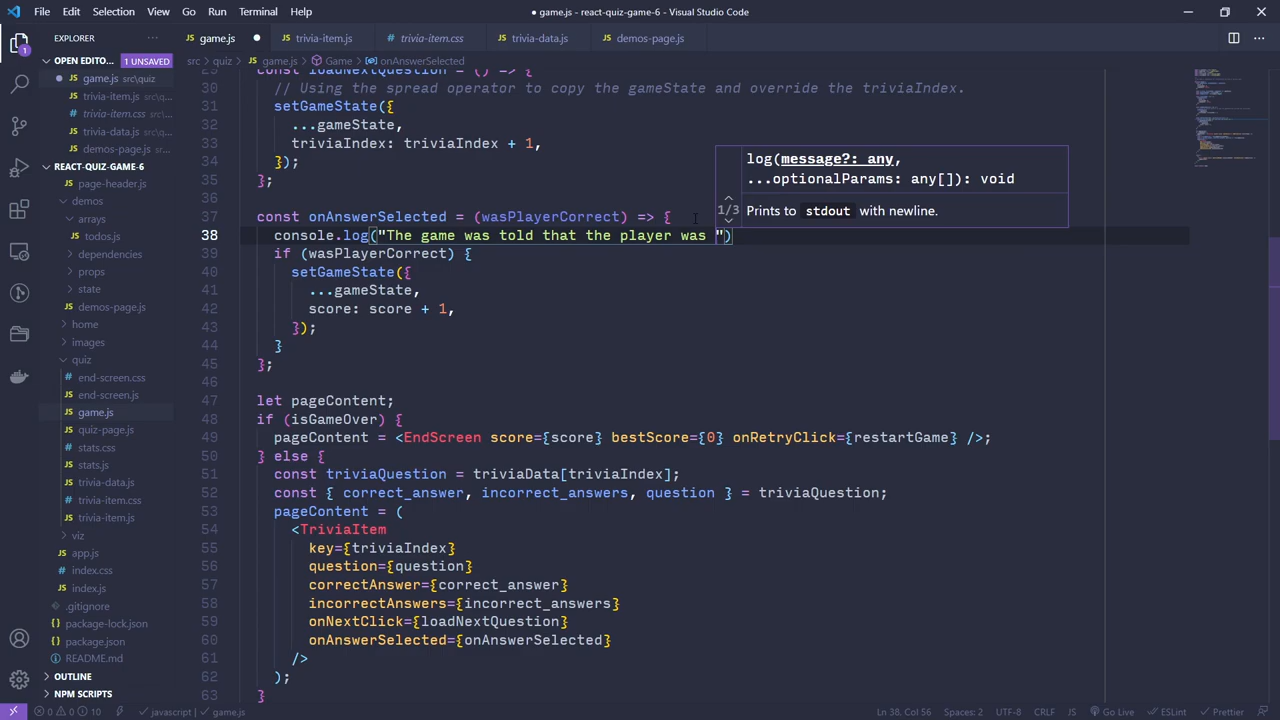 File Edit Selection View Go Run Terminal Help
● game.js - react-quiz-game-6 - Visual Studio Code
EXPLORER ···
game.js ● trivia-item.js trivia-item.css trivia-data.js demos-page.js
src > quiz > game.js > Game > onAnswerSelected
OPEN EDITO... 1 UNSAVED
game.js src\quiz
trivia-item.js src\q...
trivia-item.css src\...
trivia-data.js src\q...
demos-page.js src\...
REACT-QUIZ-GAME-6
page-header.js
demos
arrays
todos.js
dependencies
props
state
demos-page.js
home
images
quiz
end-screen.css
end-screen.js
game.js
quiz-page.js
stats.css
stats.js
trivia-data.js
trivia-item.css
trivia-item.js
viz
app.js
index.css
index.js
.gitignore
package-lock.json
package.json
README.md
OUTLINE
NPM SCRIPTS
29 const loadNextQuestion = () => {
30 // Using the spread operator to copy the gameState and override the triviaIndex.
31 setGameState({
32 ...gameState,
33 triviaIndex: triviaIndex + 1,
34 });
35 };
36
37 const onAnswerSelected = (wasPlayerCorrect) => {
38 console.log("The game was told that the player was ")
39 if (wasPlayerCorrect) {
40 setGameState({
41 ...gameState,
42 score: score + 1,
43 });
44 }
45 };
46
47 let pageContent;
48 if (isGameOver) {
49 pageContent = <EndScreen score={score} bestScore={0} onRetryClick={restartGame} />;
50 } else {
51 const triviaQuestion = triviaData[triviaIndex];
52 const { correct_answer, incorrect_answers, question } = triviaQuestion;
53 pageContent = (
54 <TriviaItem
55 key={triviaIndex}
56 question={question}
57 correctAnswer={correct_answer}
58 incorrectAnswers={incorrect_answers}
59 onNextClick={loadNextQuestion}
60 onAnswerSelected={onAnswerSelected}
61 />
62 );
63 }
log(message?: any,
...optionalParams: any[]): void
1/3 Prints to stdout with newline.
0 0 10 javascript game.js Ln 38, Col 56 Spaces: 2 UTF-8 CRLF JS Go Live ESLint Prettier